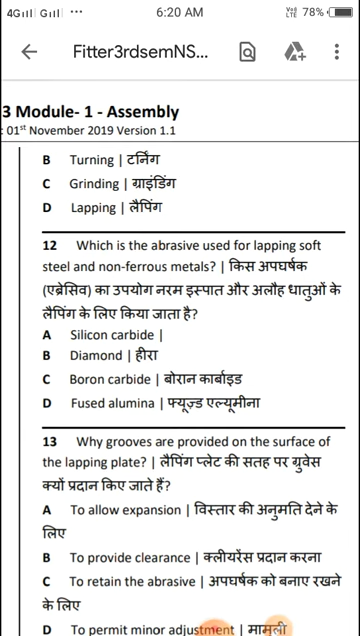 4G G ... 6:20 AM VoLTE 78%
Fitter3rdsemNS...
3 Module- 1 - Assembly
: 01st November 2019 Version 1.1
B Turning | टर्निंग
C Grinding | ग्राइंडिंग
D Lapping | लैपिंग
12 Which is the abrasive used for lapping soft
steel and non-ferrous metals? | किस अपघर्षक
(एब्रेसिव) का उपयोग नरम इस्पात और अलौह धातुओं के
लैपिंग के लिए किया जाता है?
A Silicon carbide |
B Diamond | हीरा
C Boron carbide | बोरान कार्बाइड
D Fused alumina | फ्यूज्ड एल्यूमीना
13 Why grooves are provided on the surface of
the lapping plate? | लैपिंग प्लेट की सतह पर ग्रुवेस
क्यों प्रदान किए जाते हैं?
A To allow expansion | विस्तार की अनुमति देने के
लिए
B To provide clearance | क्लीयरेंस प्रदान करना
C To retain the abrasive | अपघर्षक को बनाए रखने
के लिए
D To permit minor adjustment | मामूली